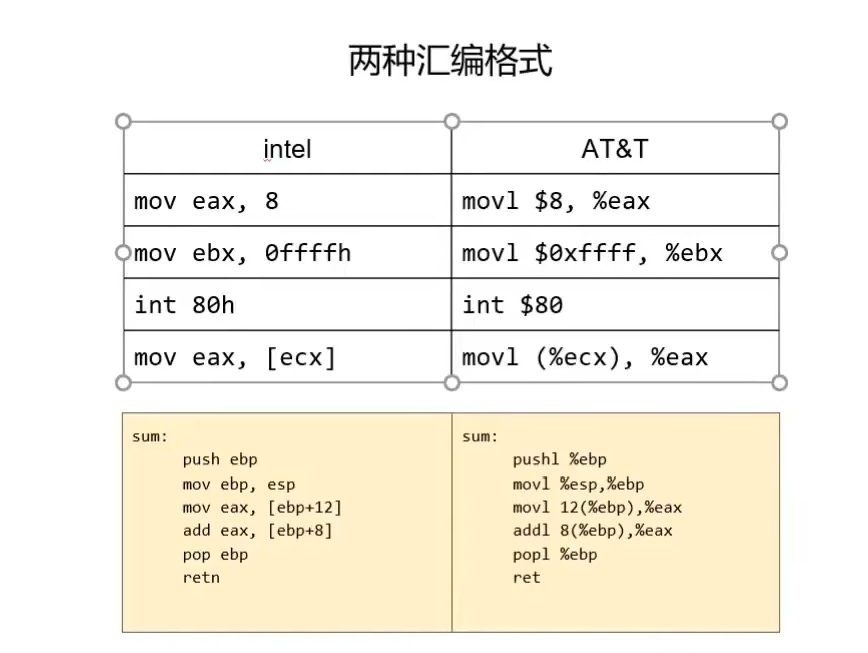 两种汇编格式
intel AT&T
mov eax, 8 movl $8, %eax
mov ebx, 0ffffh movl $0xffff, %ebx
int 80h int $80
mov eax, [ecx] movl (%ecx), %eax
sum:
push ebp
mov ebp, esp
mov eax, [ebp+12]
add eax, [ebp+8]
pop ebp
retn
sum:
pushl %ebp
movl %esp,%ebp
movl 12(%ebp),%eax
addl 8(%ebp),%eax
popl %ebp
ret